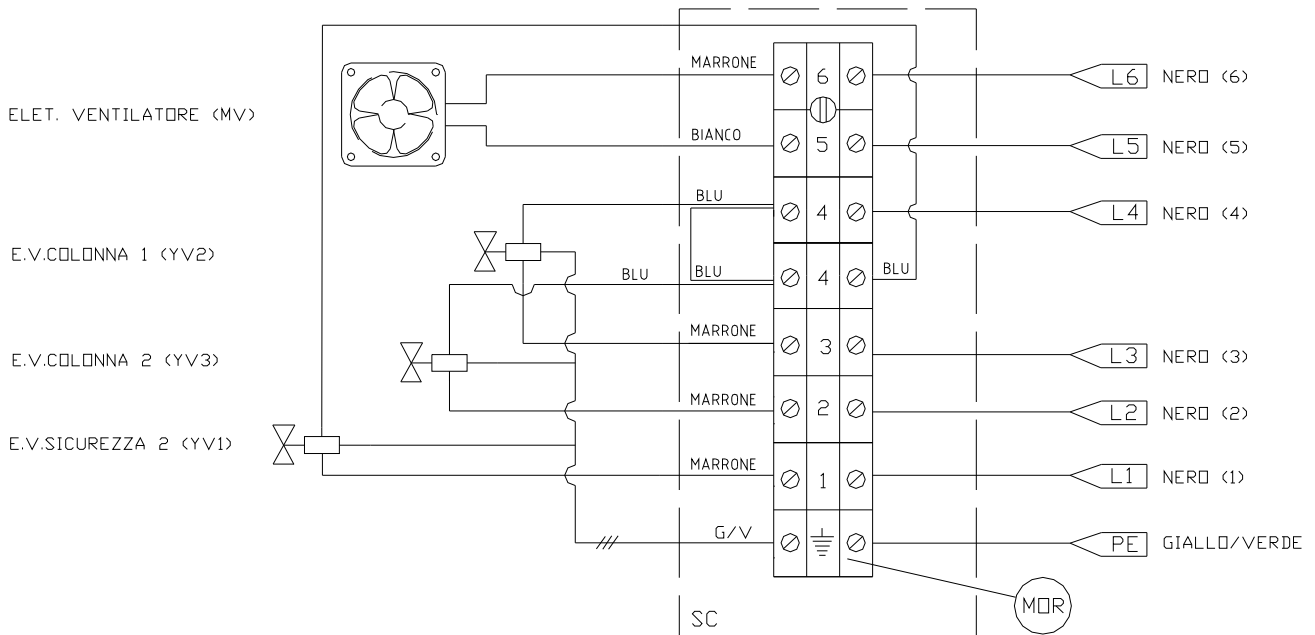 MARRONE
6
L6 NERO (6)
ELET. VENTILATORE (MV)
BIANCO
5
L5 NERO (5)
BLU
4
L4 NERO (4)
E.V.COLONNA 1 (YV2)
BLU
BLU
4
BLU
MARRONE
3
L3 NERO (3)
E.V.COLONNA 2 (YV3)
MARRONE
2
L2 NERO (2)
E.V.SICUREZZA 2 (YV1)
MARRONE
1
L1 NERO (1)
G/V
PE GIALLO/VERDE
MOR
SC